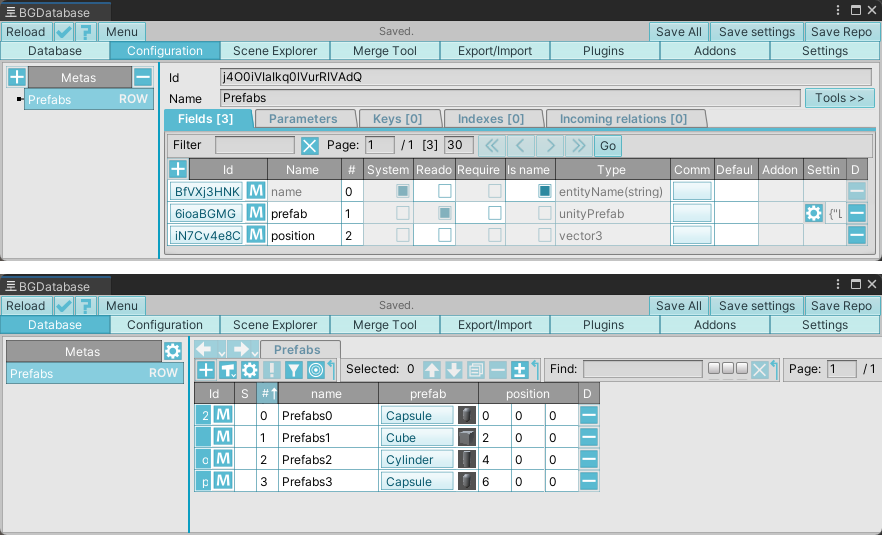 BGDatabase
Reload ? Menu Saved. Save All Save settings Save Repo
Database Configuration Scene Explorer Merge Tool Export/Import Plugins Addons Settings
Metas
Prefabs ROW
Id
Name Prefabs Tools >>
Fields [3] Parameters Keys [0] Indexes [0] Incoming relations [0]
Filter Page: 1 / 1 [3] 30 Go
Id Name # System Reado Require Is name Type Comm Defaul Addon Settin D
BfVXj3HNK M name 0 entityName(string)
6ioaBGMG M prefab 1 unityPrefab {"L
iN7Cv4e8C M position 2 vector3
BGDatabase
Reload ? Menu Saved. Save All Save settings Save Repo
Database Configuration Scene Explorer Merge Tool Export/Import Plugins Addons Settings
Metas
Prefabs ROW
Prefabs
Selected: 0 Find: Page: 1 / 1
Id S # name prefab position D
2 M 0 Prefabs0 Capsule 0 0 0
M 1 Prefabs1 Cube 2 0 0
o M 2 Prefabs2 Cylinder 4 0 0
p M 3 Prefabs3 Capsule 6 0 0